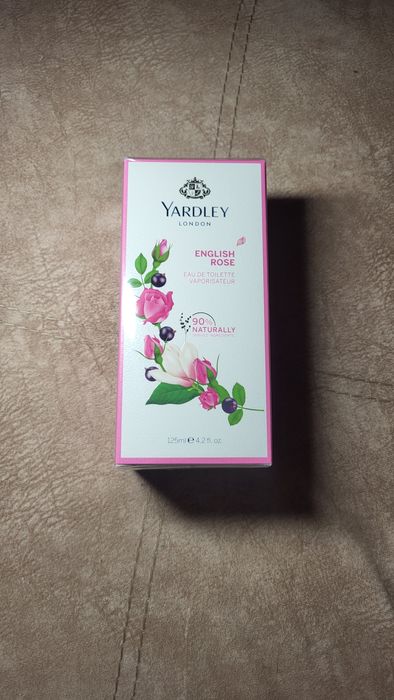 YARDLEY
LONDON
ENGLISH
ROSE
EAU DE TOILETTE
VAPORISATEUR
90%
NATURALLY
125ml ℮ 4.2 fl. oz.